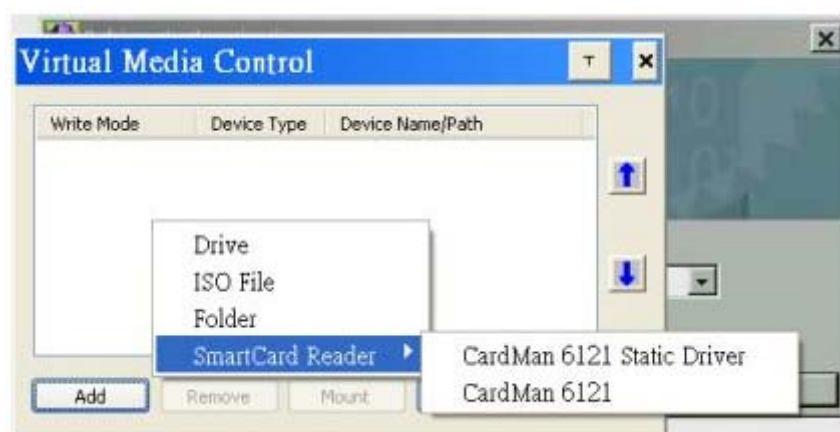 Virtual Media Control
T
Write Mode Device Type Device Name/Path
Drive
ISO File
Folder
SmartCard Reader
CardMan 6121 Static Driver
CardMan 6121
Add Remove Mount